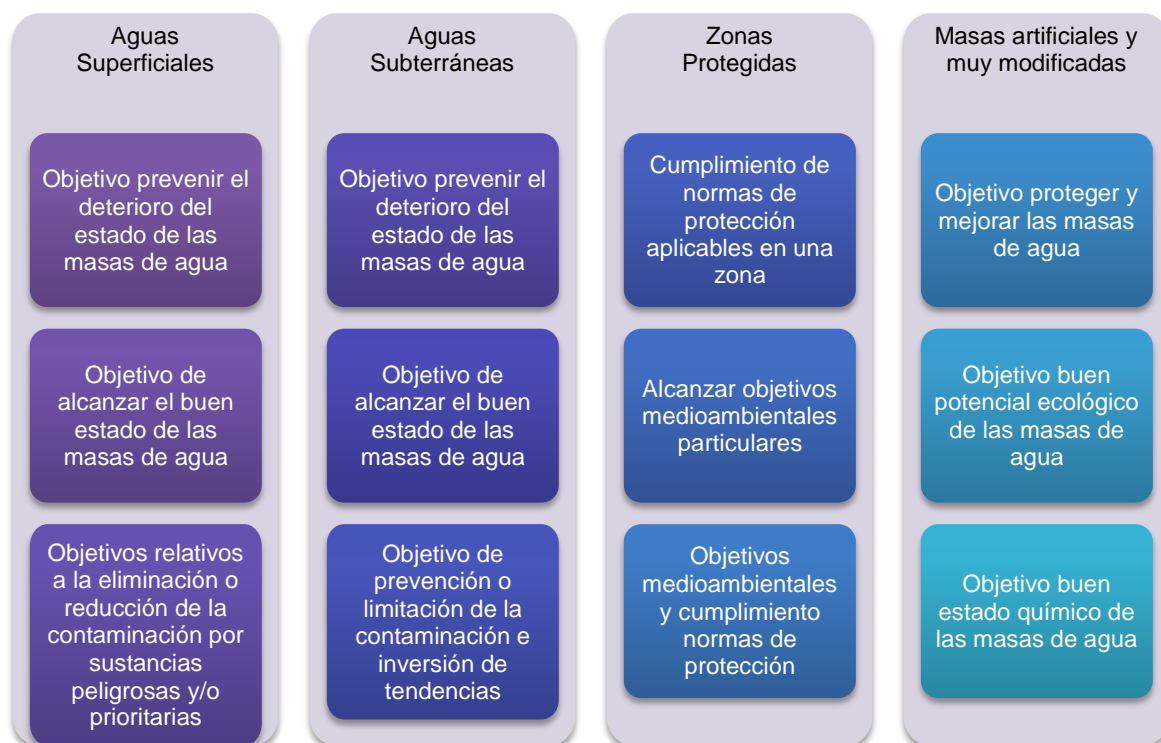 Aguas
Superficiales
Objetivo prevenir el
deterioro del
estado de las
masas de agua
Objetivo de
alcanzar el buen
estado de las
masas de agua
Objetivos relativos
a la eliminación o
reducción de la
contaminación por
sustancias
peligrosas y/o
prioritarias
Aguas
Subterráneas
Objetivo prevenir el
deterioro del
estado de las
masas de agua
Objetivo de
alcanzar el buen
estado de las
masas de agua
Objetivo de
prevención o
limitación de la
contaminación e
inversión de
tendencias
Zonas
Protegidas
Cumplimiento de
normas de
protección
aplicables en una
zona
Alcanzar objetivos
medioambientales
particulares
Objetivos
medioambientales
y cumplimiento
normas de
protección
Masas artificiales y
muy modificadas
Objetivo proteger y
mejorar las masas
de agua
Objetivo buen
potencial ecológico
de las masas de
agua
Objetivo buen
estado químico de
las masas de agua